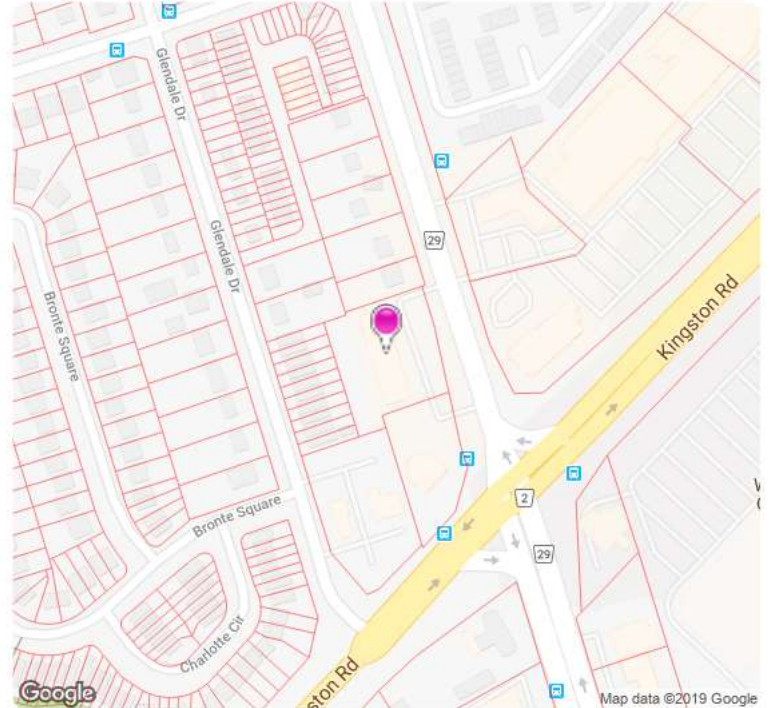 Glendale Dr
29
Glendale Dr
Bronte Square
Kingston Rd
2
Bronte Square
29
Charlotte Cir
ston Rd
Google
Map data ©2019 Google